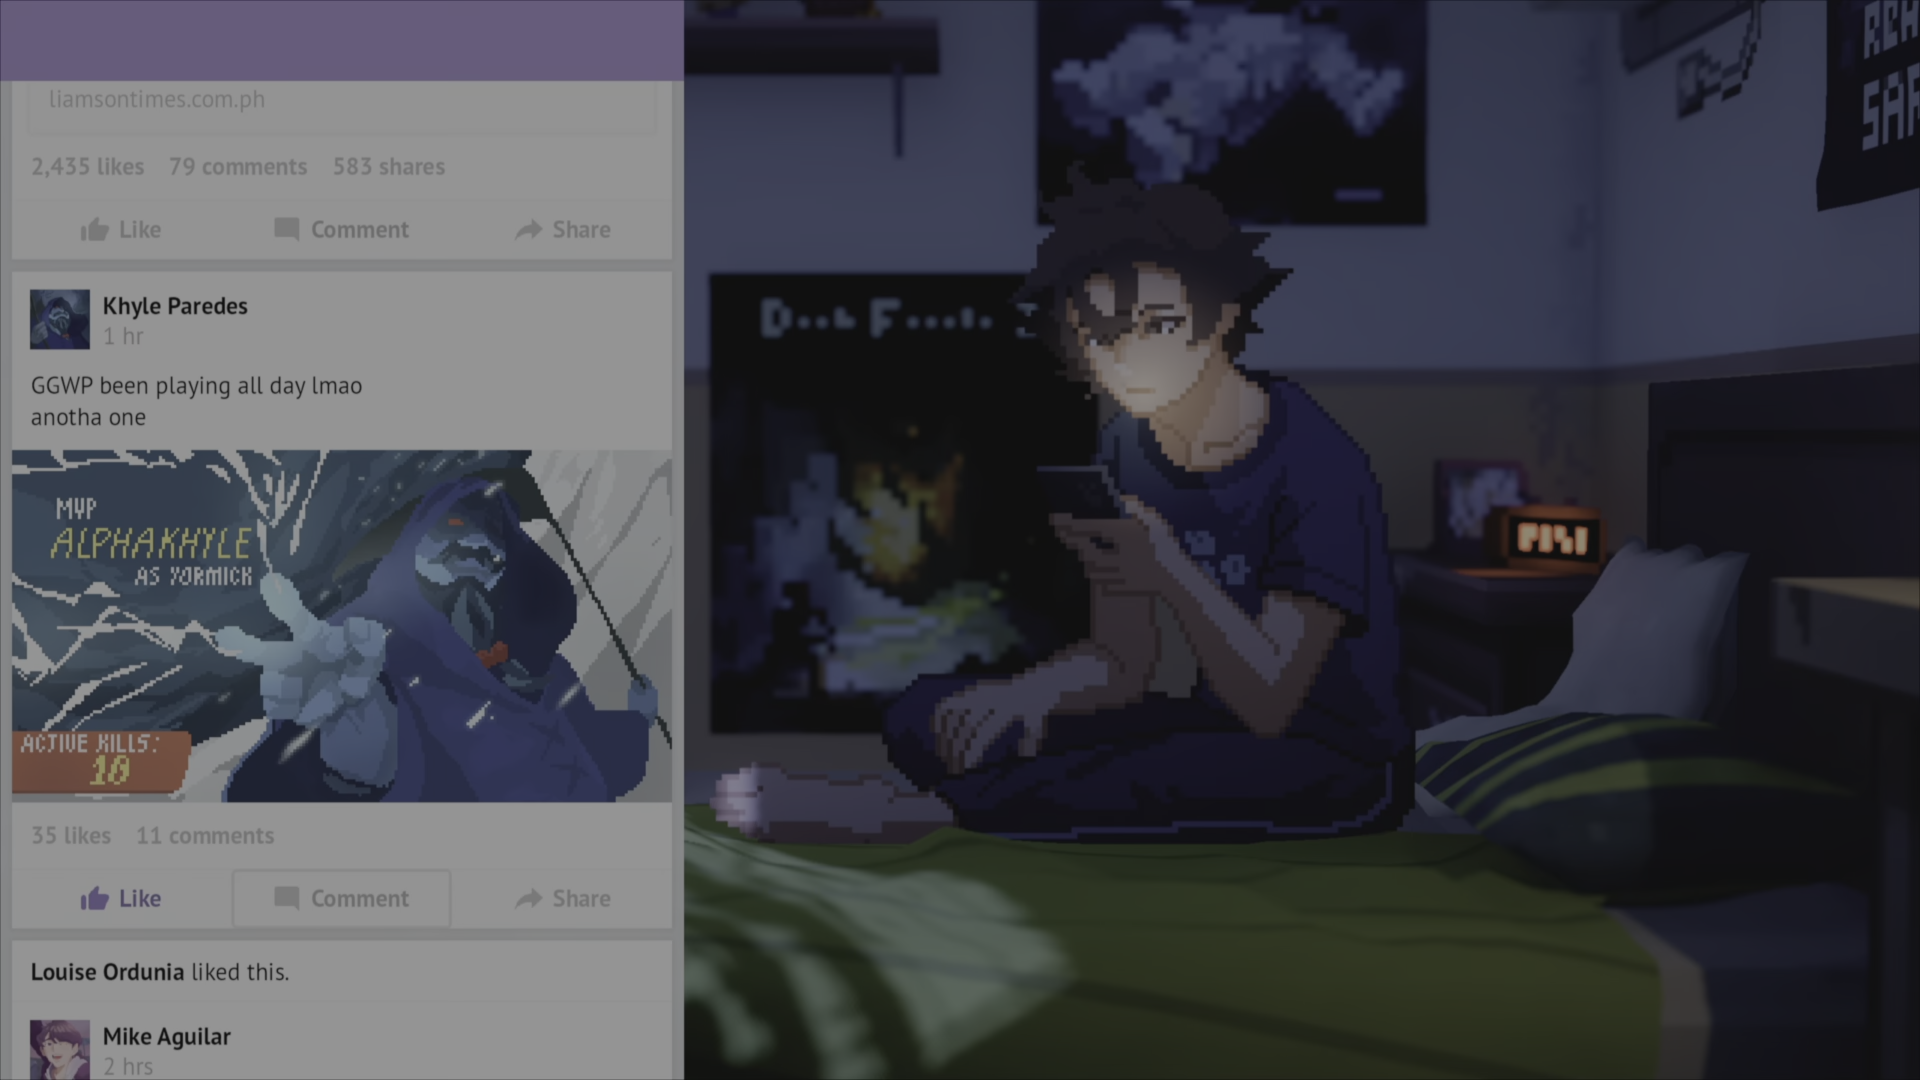 liamsontimes.com.ph
2,435 likes 79 comments 583 shares
Like Comment Share
Khyle Paredes
1 hr
GGWP been playing all day lmao
anotha one
MVP
ALPHAKHYLE
AS YORMICK
ACTIVE KILLS:
10
35 likes 11 comments
Like Comment Share
Louise Ordunia liked this.
Mike Aguilar
2 hrs